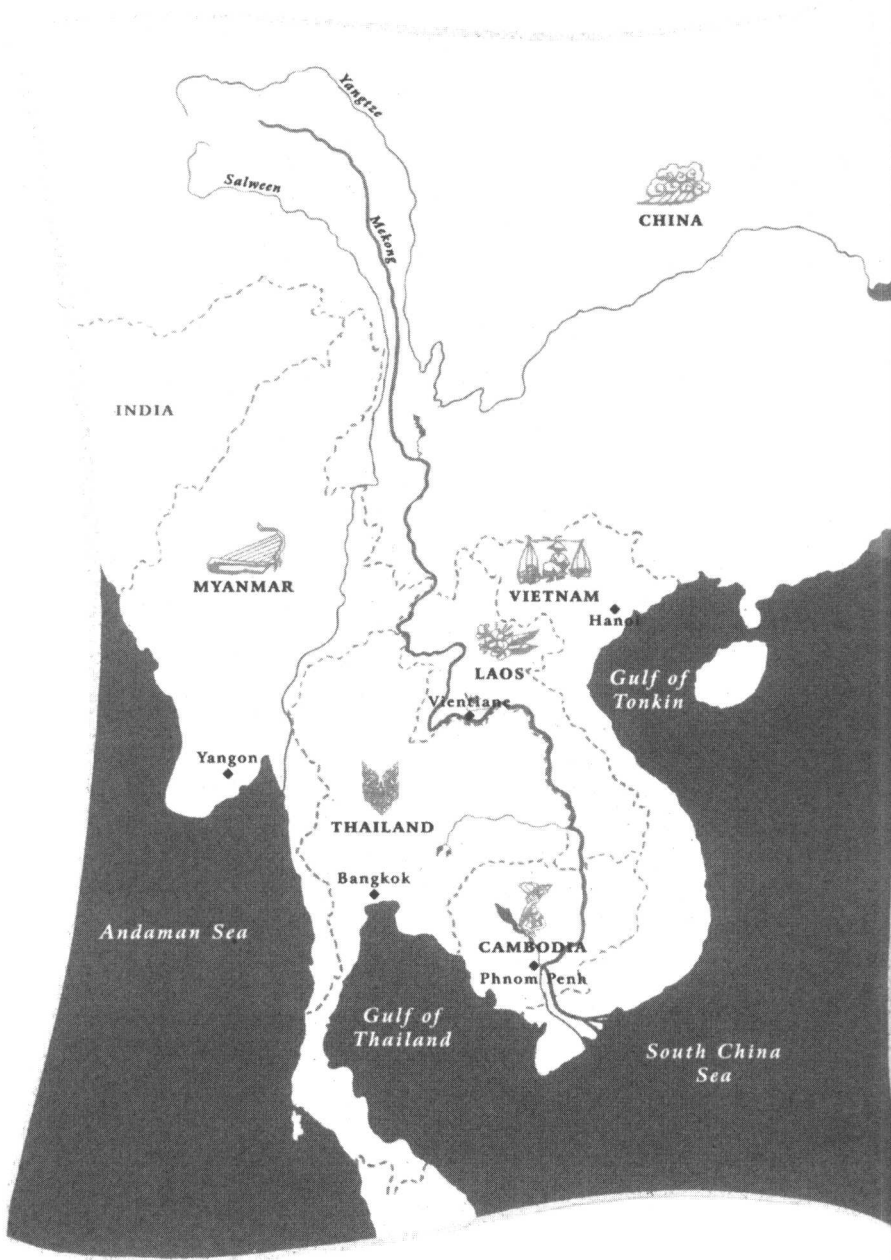 Yangtze
Salween
Mekong
CHINA
INDIA
MYANMAR
VIETNAM
Hanoi
LAOS
Gulf of
Tonkin
Vientiane
Yangon
THAILAND
Bangkok
Andaman Sea
CAMBODIA
Phnom Penh
Gulf of
Thailand
South China
Sea